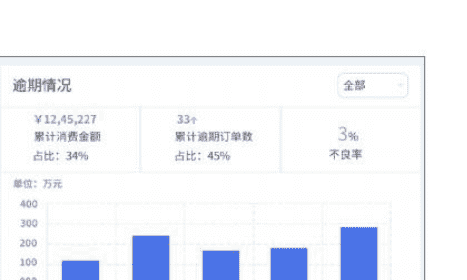 逾期情况
全部
￥12,45,227
累计消费金额
占比：34%
33个
累计逾期订单数
占比：45%
3%
不良率
单位：万元
400
300
200
100